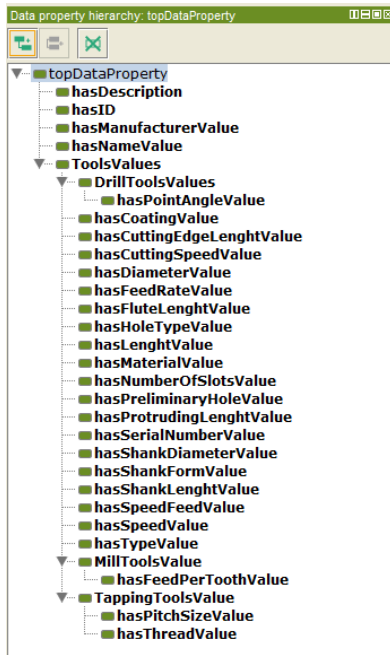 Data property hierarchy: topDataProperty
topDataProperty
hasDescription
hasID
hasManufacturerValue
hasNameValue
ToolsValues
DrillToolsValues
hasPointAngleValue
hasCoatingValue
hasCuttingEdgeLenghtValue
hasCuttingSpeedValue
hasDiameterValue
hasFeedRateValue
hasFluteLenghtValue
hasHoleTypeValue
hasLenghtValue
hasMaterialValue
hasNumberOfSlotsValue
hasPreliminaryHoleValue
hasProtrudingLenghtValue
hasSerialNumberValue
hasShankDiameterValue
hasShankFormValue
hasShankLenghtValue
hasSpeedFeedValue
hasSpeedValue
hasTypeValue
MillToolsValues
hasFeedPerToothValue
TappingToolsValue
hasPitchSizeValue
hasThreadValue